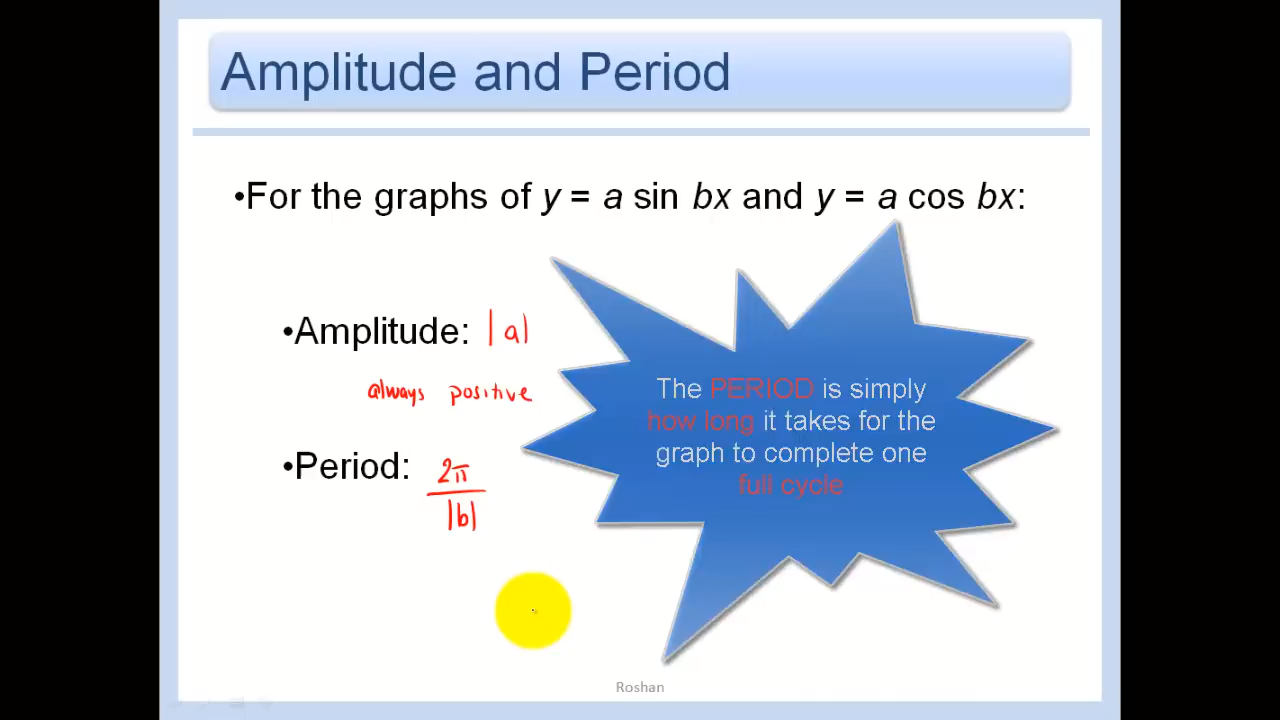 Amplitude and Period
•For the graphs of y = a sin bx and y = a cos bx:
•Amplitude: |a|
always positive
•Period: 2π/|b|
The PERIOD is simply
how long it takes for the
graph to complete one
full cycle
Roshan